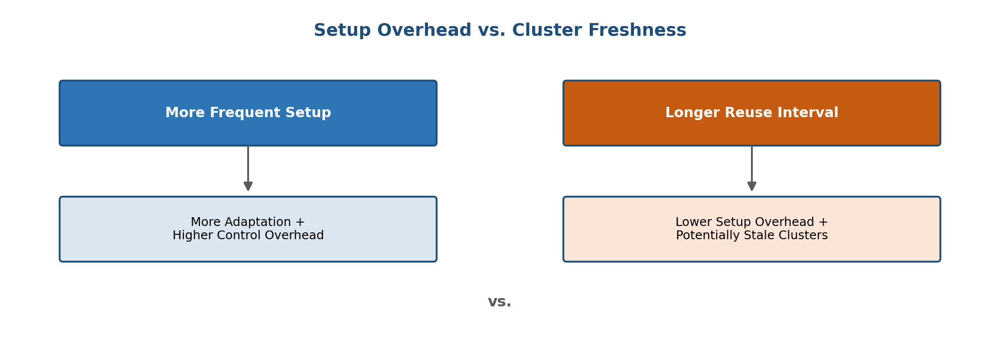 Setup Overhead vs. Cluster Freshness
More Frequent Setup
Longer Reuse Interval
More Adaptation +
Higher Control Overhead
Lower Setup Overhead +
Potentially Stale Clusters
vs.